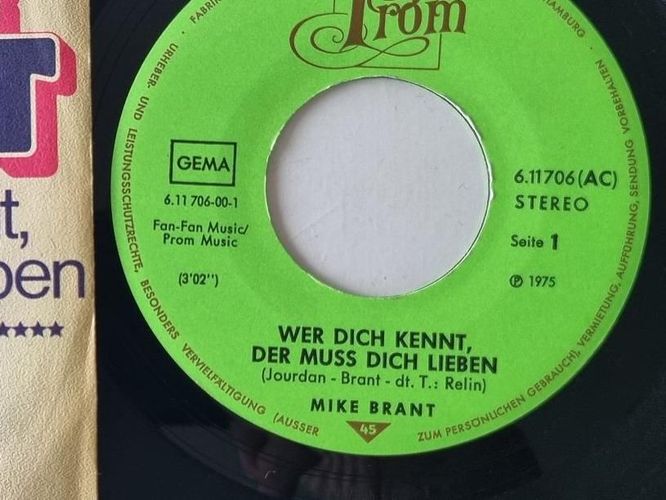 Prom
HAMBURG
URHEBER- UND LEISTUNGSSCHUTZRECHTE, BESONDERS VERVIELFÄLTIGUNG (AUSSER
ZUM PERSÖNLICHEN GEBRAUCH), VERMIETUNG, AUFFÜHRUNG, SENDUNG VORBEHALTEN
GEMA
6.11 706-00-1
Fan-Fan Music/
Prom Music
(3'02")
6.11706(AC)
STEREO
Seite 1
℗ 1975
WER DICH KENNT,
DER MUSS DICH LIEBEN
(Jourdan - Brant - dt. T.: Relin)
MIKE BRANT
45